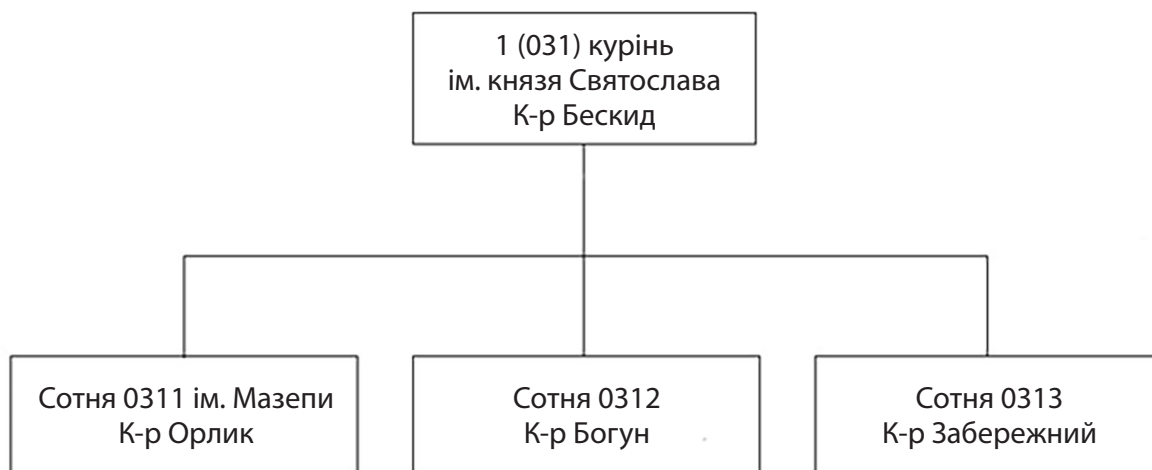 1 (031) курінь
ім. князя Святослава
К-р Бескид
Сотня 0311 ім. Мазепи
К-р Орлик
Сотня 0312
К-р Богун
Сотня 0313
К-р Забережний